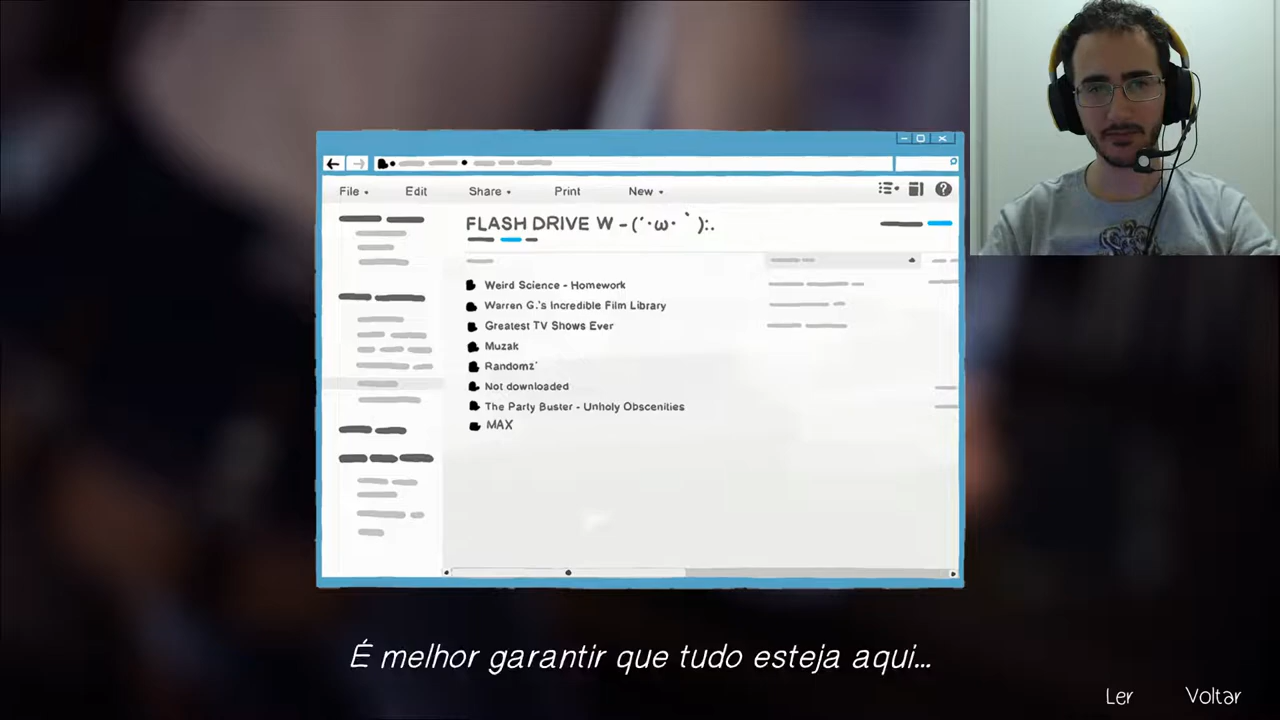 File Edit Share Print New
FLASH DRIVE W -(´･ω･`):.
Weird Science - Homework
Warren G.'s Incredible Film Library
Greatest TV Shows Ever
Muzak
Randomz'
Not downloaded
The Party Buster - Unholy Obscenities
MAX
É melhor garantir que tudo esteja aqui...
Ler Voltar